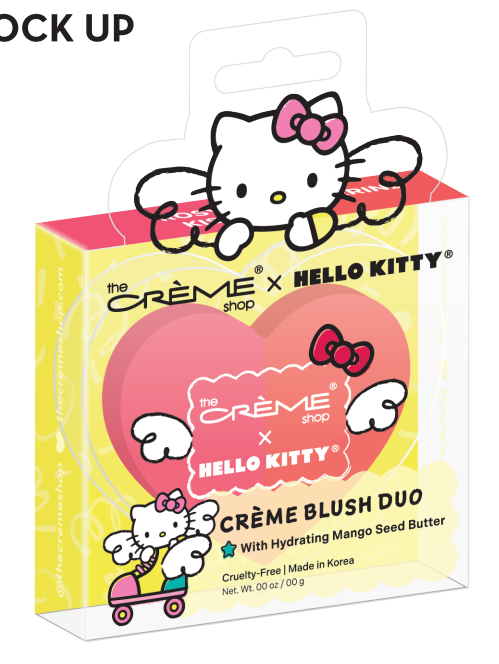 OCK UP
the
CRÈME®
shop
×
HELLO KITTY®
the
CRÈME®
shop
×
HELLO KITTY®
CRÈME BLUSH DUO
With Hydrating Mango Seed Butter
Cruelty-Free | Made in Korea
Net. Wt. 00 oz / 00 g
@thecremeshop
thecremeshop.com